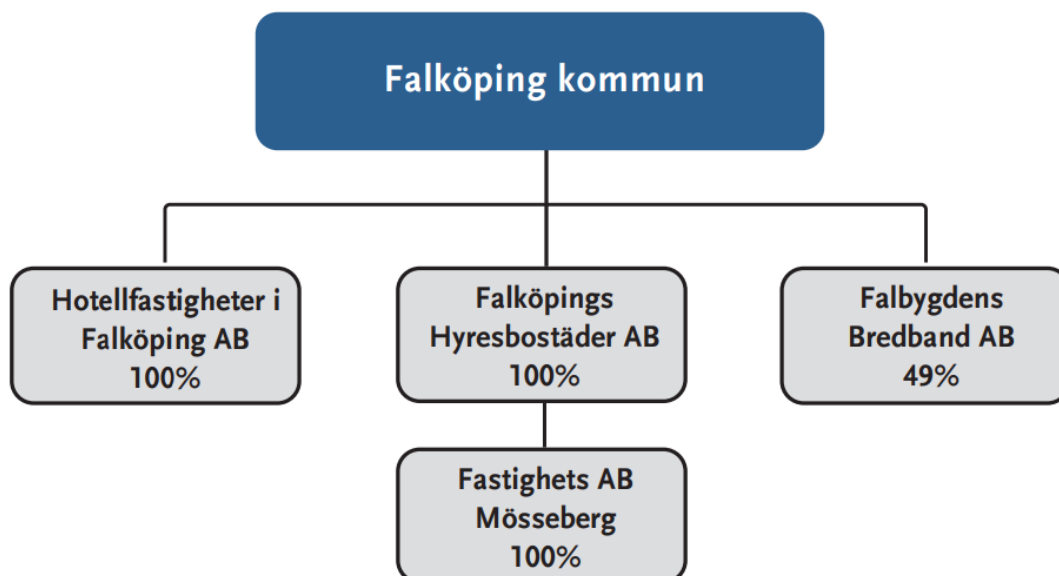 Falköping kommun
Hotellfastigheter i
Falköping AB
100%
Falköpings
Hyresbostäder AB
100%
Falbygdens
Bredband AB
49%
Fastighets AB
Mösseberg
100%